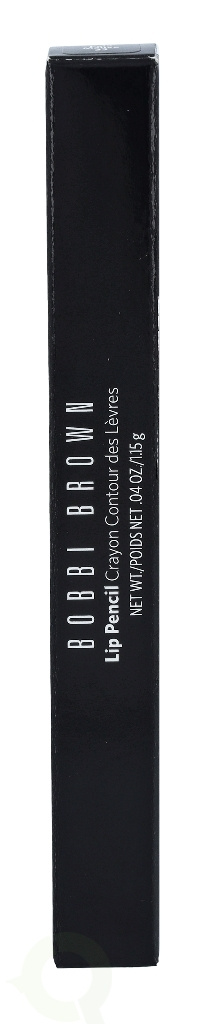 BOBBI BROWN
Lip Pencil Crayon Contour des Lèvres
NET WT./POIDS NET .04 OZ./1.15 g